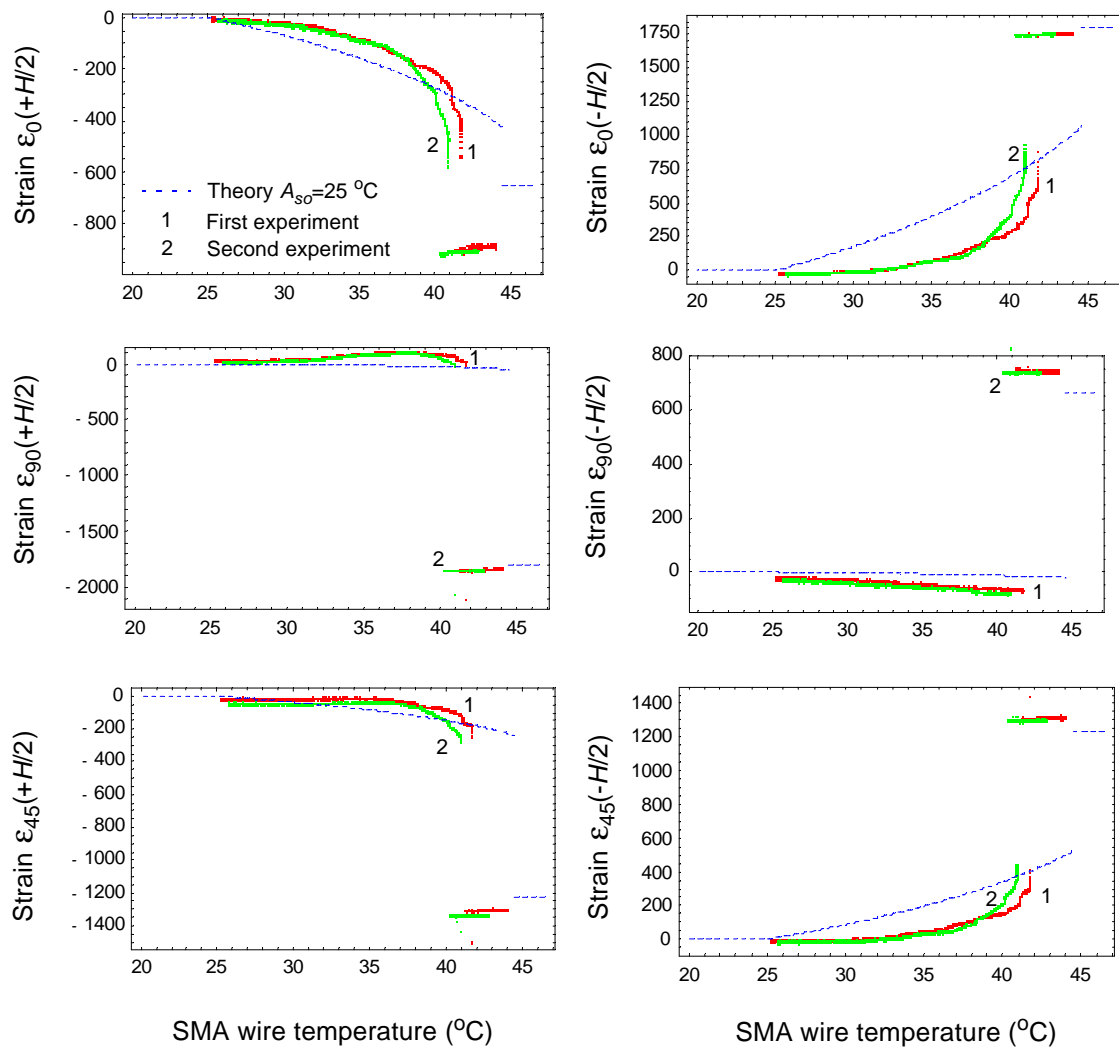 Strain ε0(+H/2)
0
- 200
- 400
- 600
- 800
20 25 30 35 40 45
2 1
Theory Aso=25 °C
1 First experiment
2 Second experiment
Strain ε0(-H/2)
1750
1500
1250
1000
750
500
250
0
20 25 30 35 40 45
2
1
Strain ε90(+H/2)
0
- 500
- 1000
- 1 500
- 2000
20 25 30 35 40 45
1
2
Strain ε90(-H/2)
800
600
400
200
0
20 25 30 35 40 45
2
1
Strain ε45(+H/2)
0
- 200
- 400
- 600
- 800
- 1000
- 1 200
- 1400
20 25 30 35 40 45
1
2
SMA wire temperature (°C)
Strain ε45(-H/2)
1400
1200
1000
800
600
400
200
0
20 25 30 35 40 45
2 1
SMA wire temperature (°C)